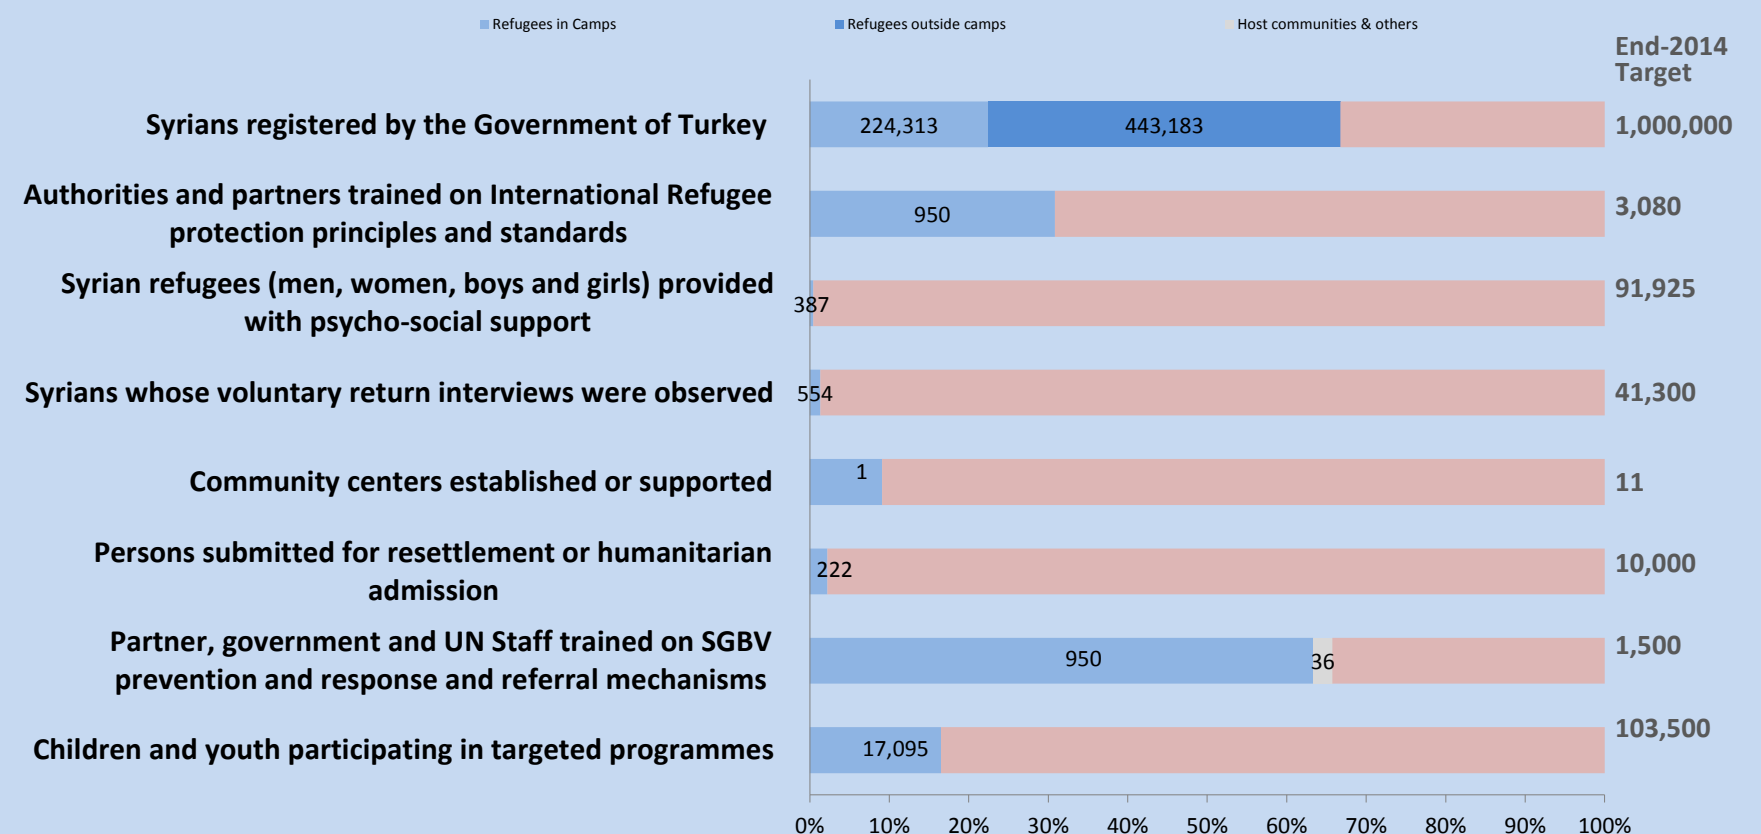 Refugees in Camps
Refugees outside camps
Host communities & others
End-2014
Target
Syrians registered by the Government of Turkey
224,313
443,183
1,000,000
Authorities and partners trained on International Refugee
protection principles and standards
950
3,080
Syrian refugees (men, women, boys and girls) provided
with psycho-social support
387
91,925
Syrians whose voluntary return interviews were observed
554
41,300
Community centers established or supported
1
11
Persons submitted for resettlement or humanitarian
admission
222
10,000
Partner, government and UN Staff trained on SGBV
prevention and response and referral mechanisms
950
36
1,500
Children and youth participating in targeted programmes
17,095
103,500
0% 10% 20% 30% 40% 50% 60% 70% 80% 90% 100%